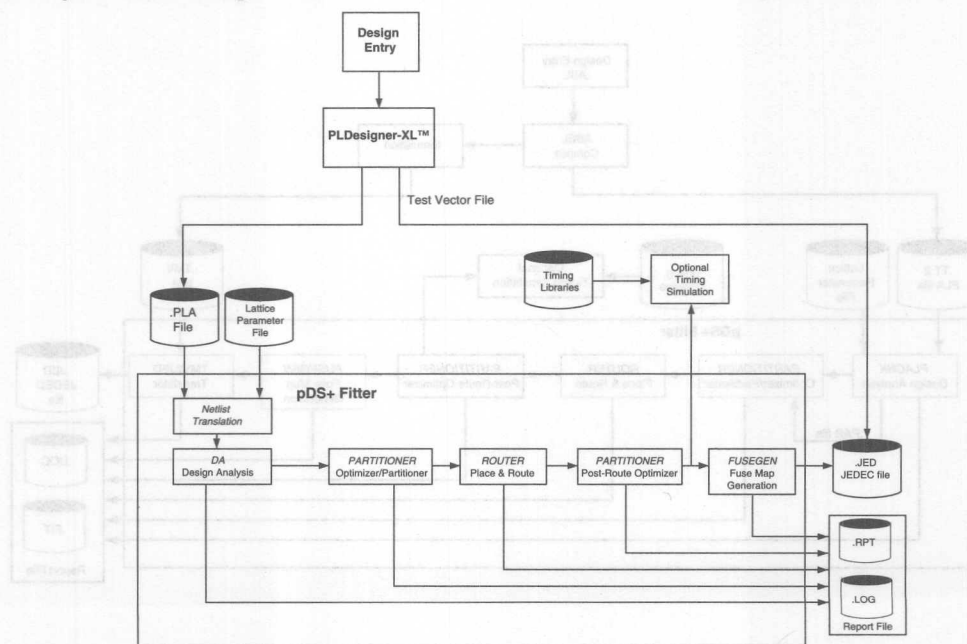 Design
Entry
PLDesigner-XL™
Test Vector File
Timing
Libraries
Optional
Timing
Simulation
.PLA
File
Lattice
Parameter
File
pDS+ Fitter
Netlist
Translation
DA
Design Analysis
PARTITIONER
Optimizer/Partitioner
ROUTER
Place & Route
PARTITIONER
Post-Route Optimizer
FUSEGEN
Fuse Map
Generation
.JED
JEDEC file
.RPT
.LOG
Report File